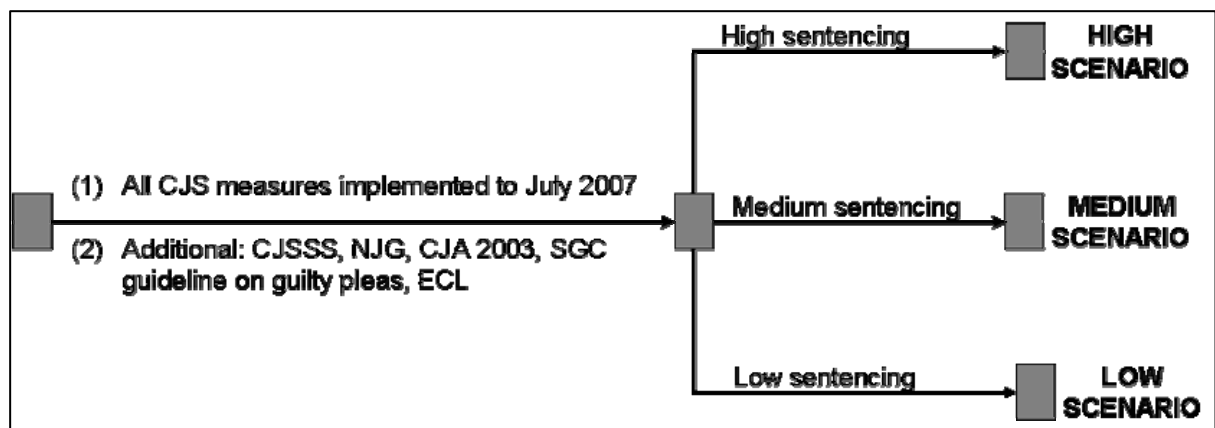 High sentencing
HIGH
SCENARIO
(1) All CJS measures implemented to July 2007
(2) Additional: CJSSS, NJG, CJA 2003, SGC
guideline on guilty pleas, ECL
Medium sentencing
MEDIUM
SCENARIO
Low sentencing
LOW
SCENARIO